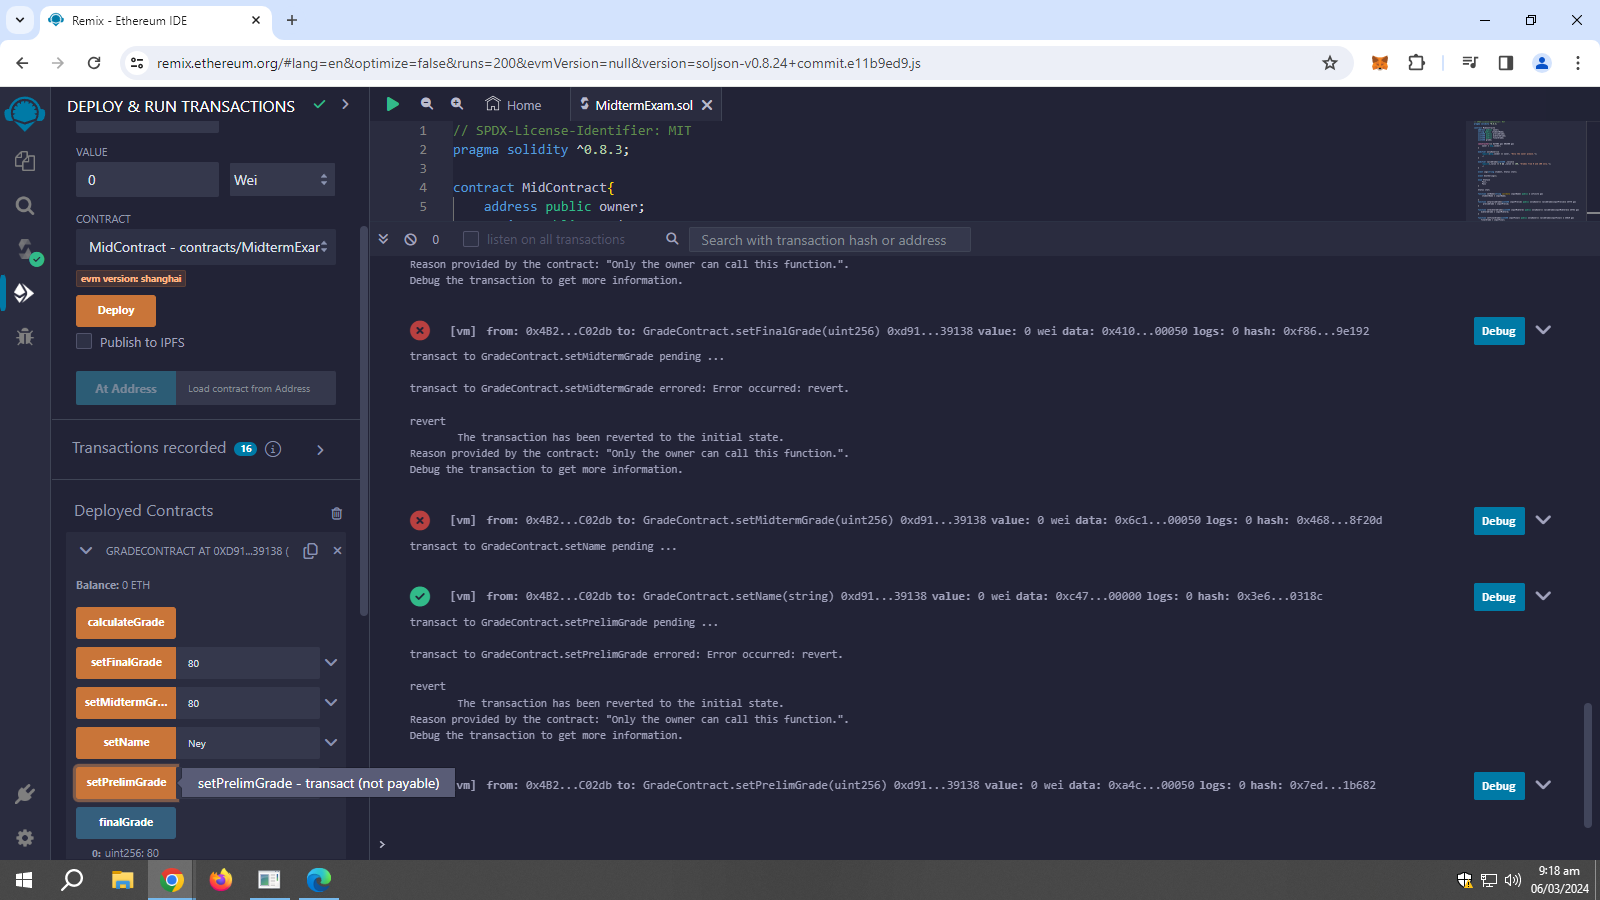 Remix - Ethereum IDE
remix.ethereum.org/#lang=en&optimize=false&runs=200&evmVersion=null&version=soljson-v0.8.24+commit.e11b9ed9.js
DEPLOY & RUN TRANSACTIONS
VALUE
0
Wei
CONTRACT
MidContract - contracts/MidtermExar
evm version: shanghai
Deploy
Publish to IPFS
At Address
Load contract from Address
Transactions recorded 16 i
Deployed Contracts
GRADECONTRACT AT 0XD91...39138 (
Balance: 0 ETH
calculateGrade
setFinalGrade 80
setMidtermGr... 80
setName Ney
setPrelimGrade
setPrelimGrade - transact (not payable)
finalGrade
0: uint256: 80
Home
MidtermExam.sol
1 // SPDX-License-Identifier: MIT
2 pragma solidity ^0.8.3;
3
4 contract MidContract{
5 address public owner;
0
listen on all transactions
Search with transaction hash or address
Reason provided by the contract: "Only the owner can call this function.".
Debug the transaction to get more information.
[vm] from: 0x4B2...C02db to: GradeContract.setFinalGrade(uint256) 0xd91...39138 value: 0 wei data: 0x410...00050 logs: 0 hash: 0xf86...9e192
Debug
transact to GradeContract.setMidtermGrade pending ...
transact to GradeContract.setMidtermGrade errored: Error occurred: revert.
revert
The transaction has been reverted to the initial state.
Reason provided by the contract: "Only the owner can call this function.".
Debug the transaction to get more information.
[vm] from: 0x4B2...C02db to: GradeContract.setMidtermGrade(uint256) 0xd91...39138 value: 0 wei data: 0x6c1...00050 logs: 0 hash: 0x468...8f20d
Debug
transact to GradeContract.setName pending ...
[vm] from: 0x4B2...C02db to: GradeContract.setName(string) 0xd91...39138 value: 0 wei data: 0xc47...00000 logs: 0 hash: 0x3e6...0318c
Debug
transact to GradeContract.setPrelimGrade pending ...
transact to GradeContract.setPrelimGrade errored: Error occurred: revert.
revert
The transaction has been reverted to the initial state.
Reason provided by the contract: "Only the owner can call this function.".
Debug the transaction to get more information.
vm] from: 0x4B2...C02db to: GradeContract.setPrelimGrade(uint256) 0xd91...39138 value: 0 wei data: 0xa4c...00050 logs: 0 hash: 0x7ed...1b682
Debug
>
9:18 am
06/03/2024